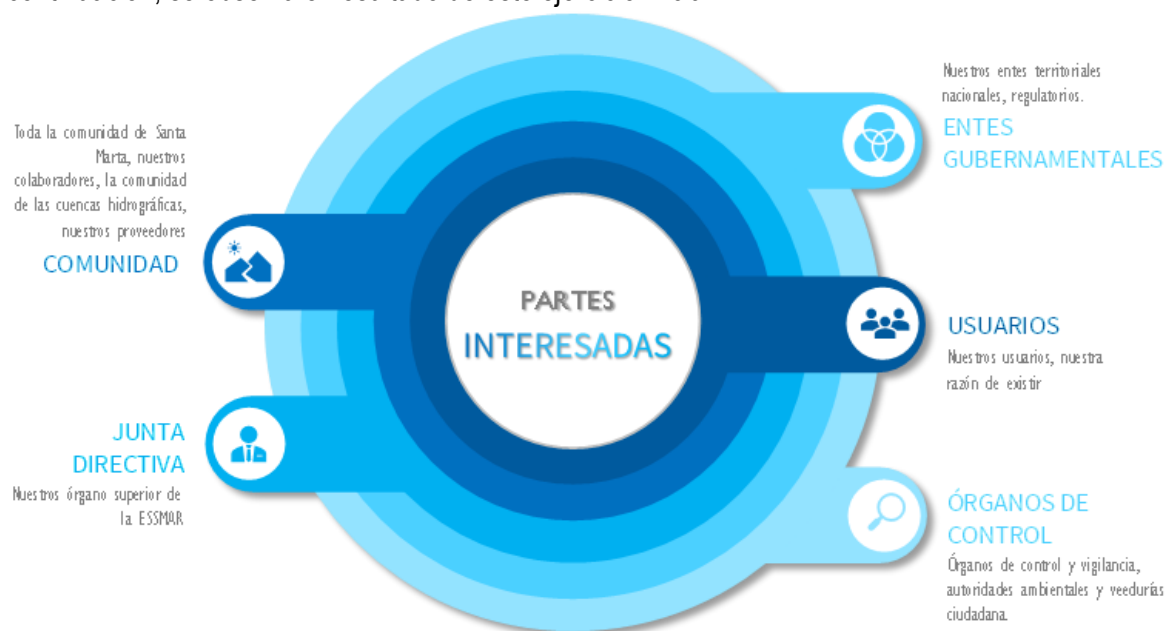 Toda la comunidad de Santa
Marta, nuestros
colaboradores, la comunidad
de las cuencas hidrográficas,
nuestros proveedores
COMUNIDAD
JUNTA
DIRECTIVA
Nuestros órgano superior de
la ESSMAR
PARTES
INTERESADAS
Nuestros entes territoriales
nacionales, regulatorios.
ENTES
GUBERNAMENTALES
USUARIOS
Nuestros usuarios, nuestra
razón de existir
ÓRGANOS DE
CONTROL
Órganos de control y vigilancia,
autoridades ambientales y veedurías
ciudadana.